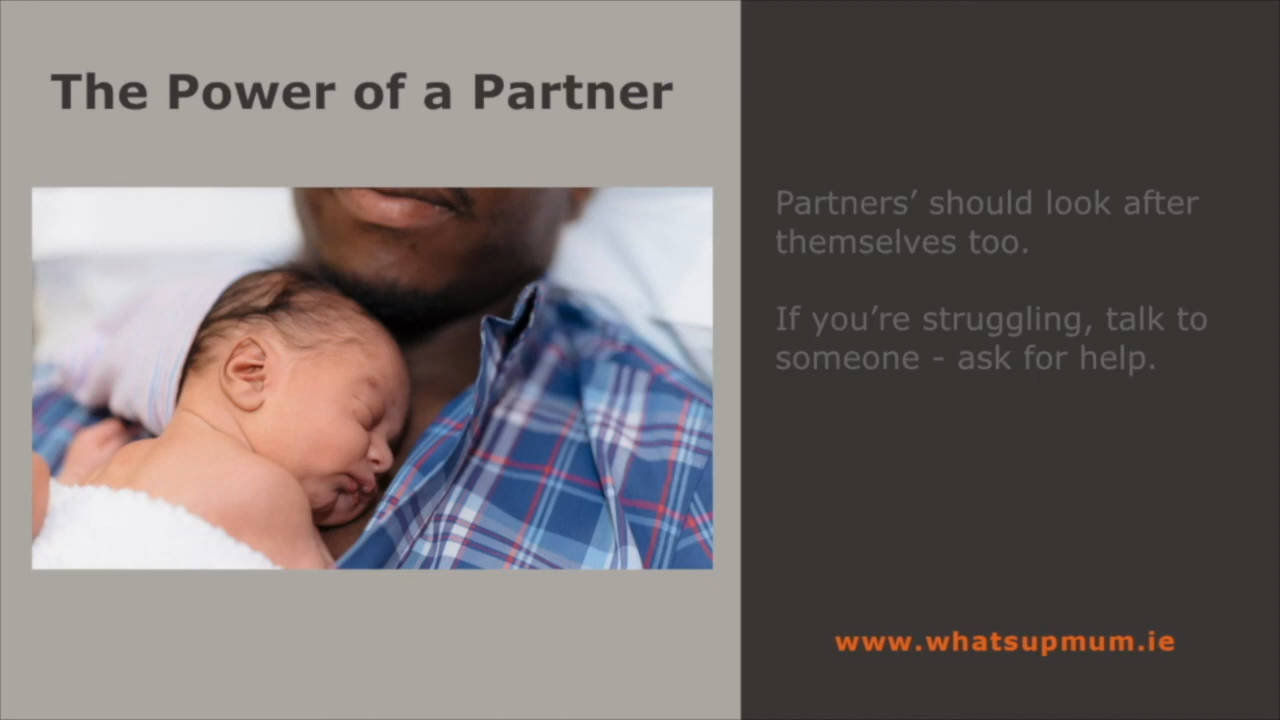 The Power of a Partner
Partners’ should look after
themselves too.
If you’re struggling, talk to
someone - ask for help.
www.whatsupmum.ie